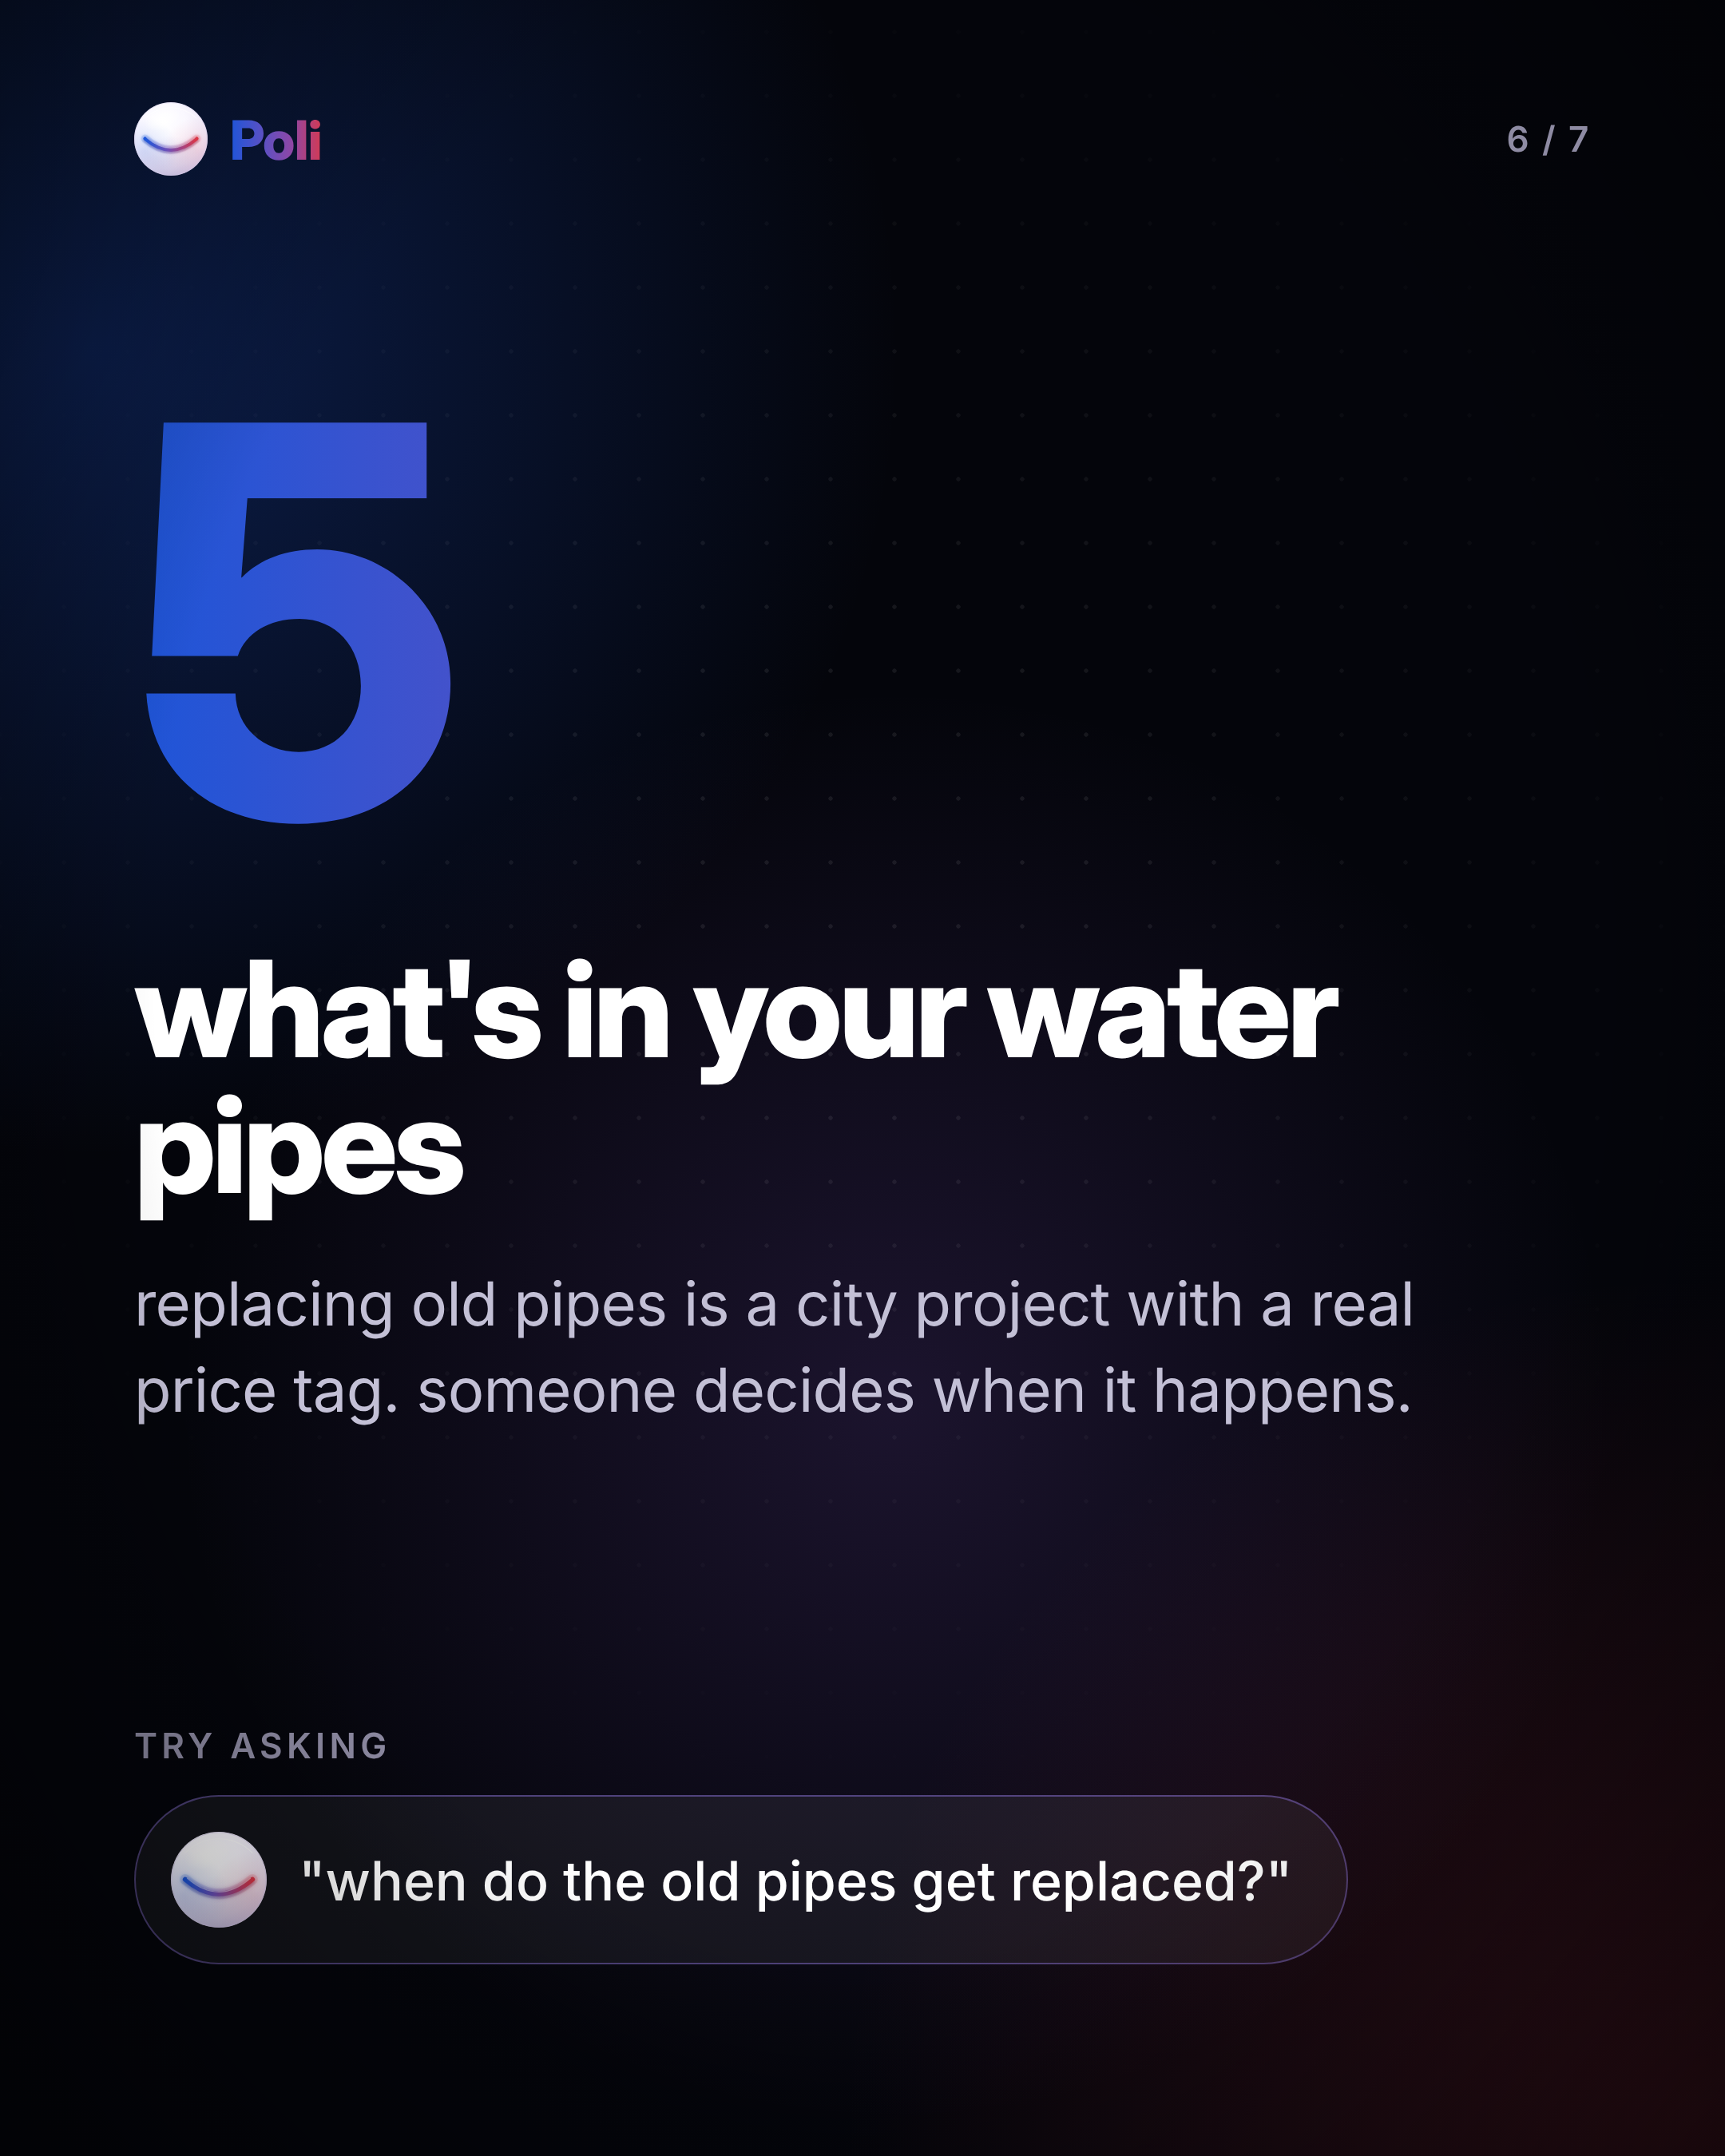 Poli
6 / 7
5
what's in your water
pipes
replacing old pipes is a city project with a real
price tag. someone decides when it happens.
TRY ASKING
"when do the old pipes get replaced?"